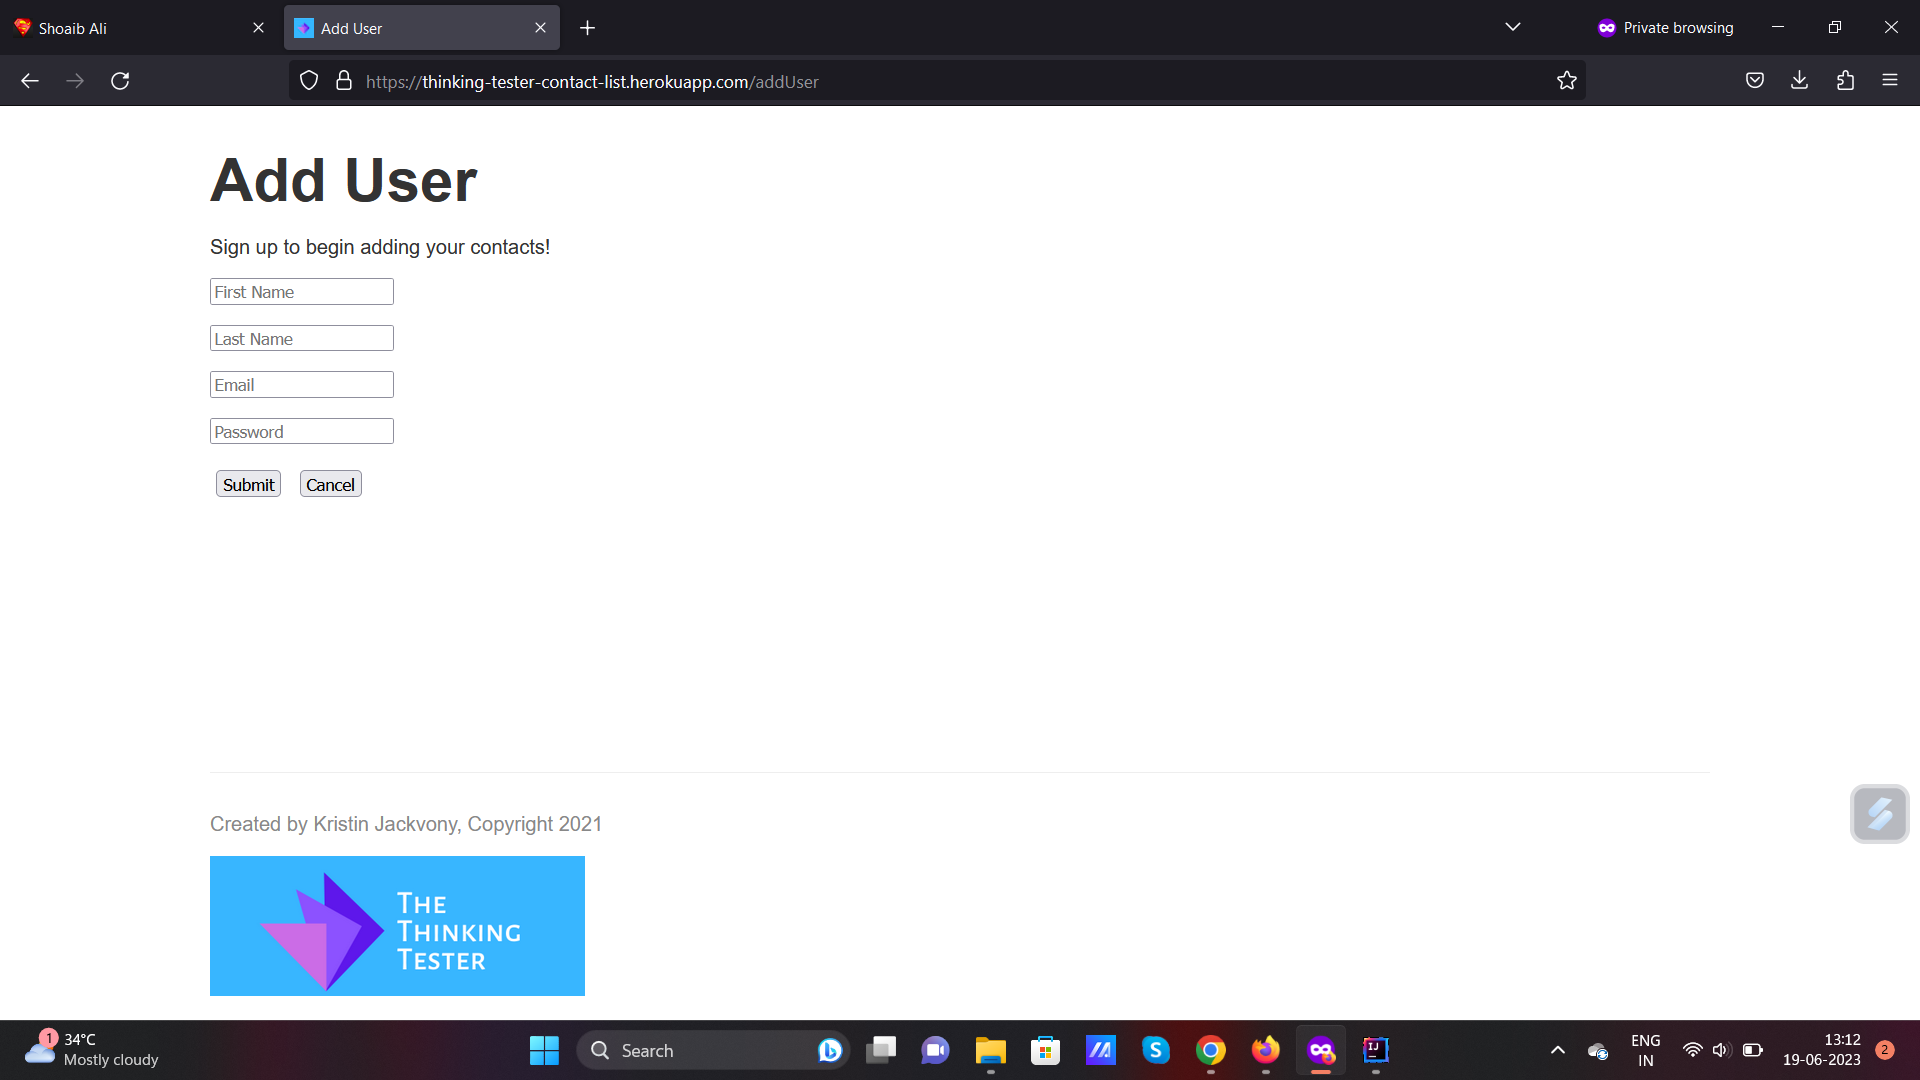 Shoaib Ali
Add User
Private browsing
https://thinking-tester-contact-list.herokuapp.com/addUser
Add User
Sign up to begin adding your contacts!
First Name
Last Name
Email
Password
Submit Cancel
Created by Kristin Jackvony, Copyright 2021
THE
THINKING
TESTER
1
34°C
Mostly cloudy
Search
S
IJ
ENG
IN
13:12
19-06-2023
2